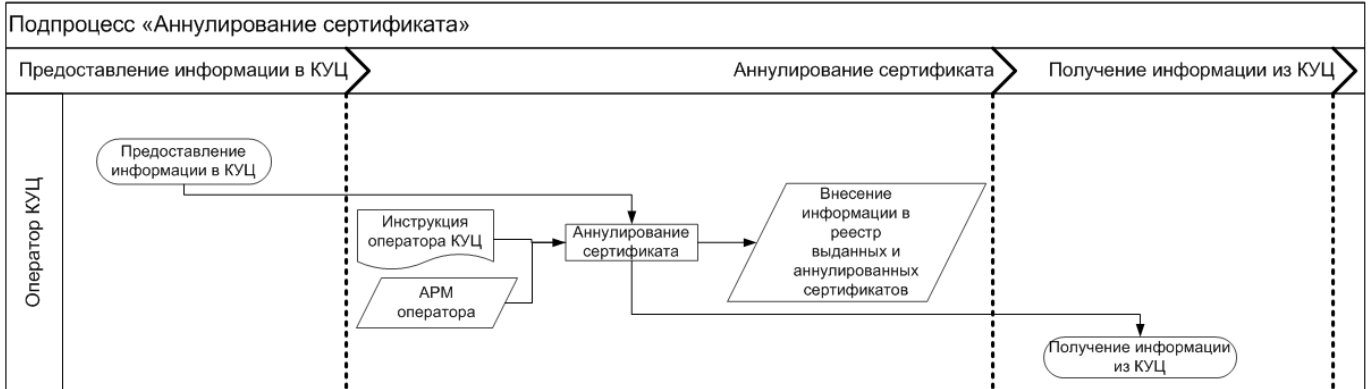 Подпроцесс «Аннулирование сертификата»
Предоставление информации в КУЦ
Аннулирование сертификата
Получение информации из КУЦ
Оператор КУЦ
Предоставление
информации в КУЦ
Инструкция
оператора КУЦ
АРМ
оператора
Аннулирование
сертификата
Внесение
информации в
реестр
выданных и
аннулированных
сертификатов
Получение информации
из КУЦ